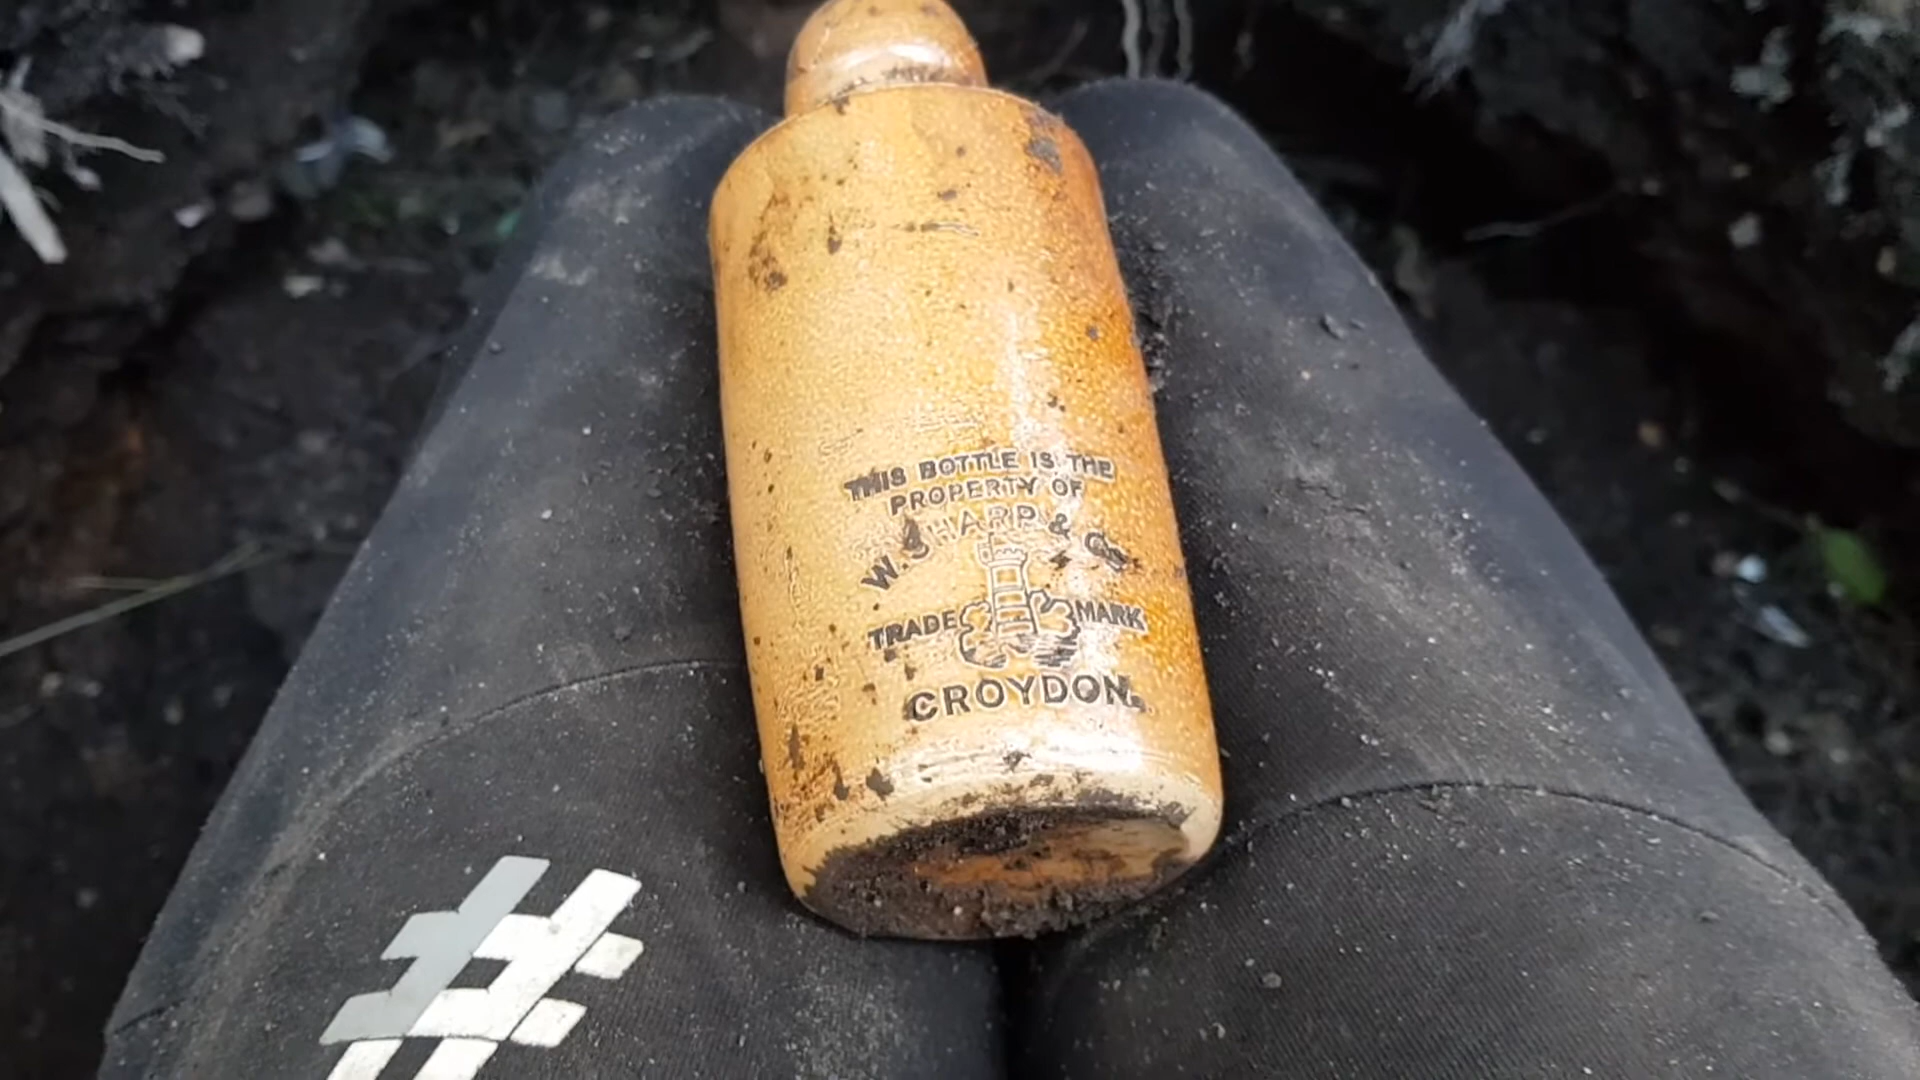 THIS BOTTLE IS THE
PROPERTY OF
W. SHARP & Co
TRADE MARK
CROYDON.